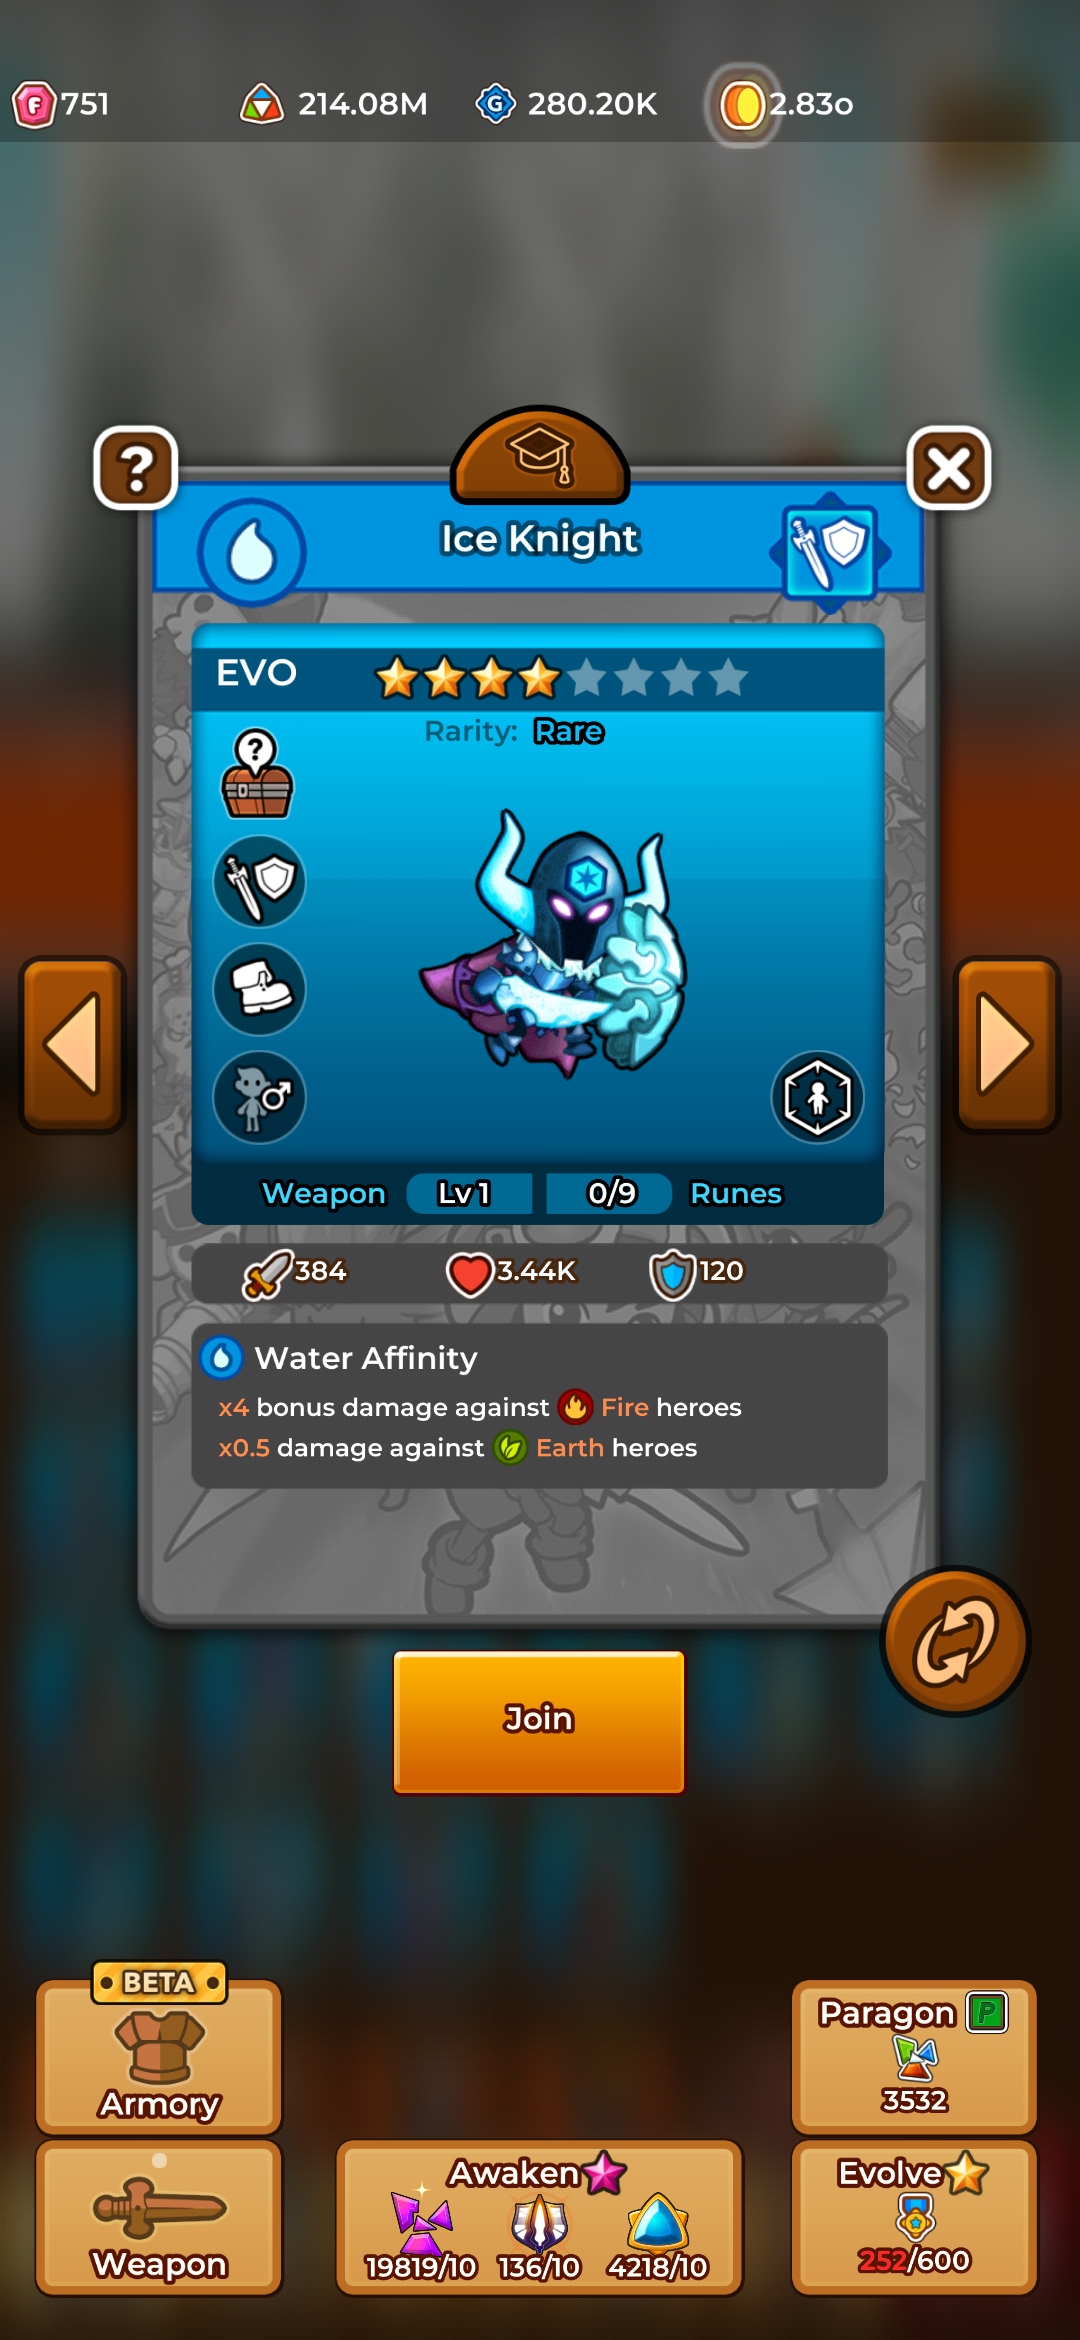 F 751 214.08M G 280.20K 2.83o
?
Ice Knight
EVO
Rarity: Rare
?
Weapon Lv 1 0/9 Runes
384 3.44K 120
Water Affinity
x4 bonus damage against Fire heroes
x0.5 damage against Earth heroes
Join
BETA
Armory
Paragon P
3532
Weapon
Awaken
19819/10 136/10 4218/10
Evolve
252/600